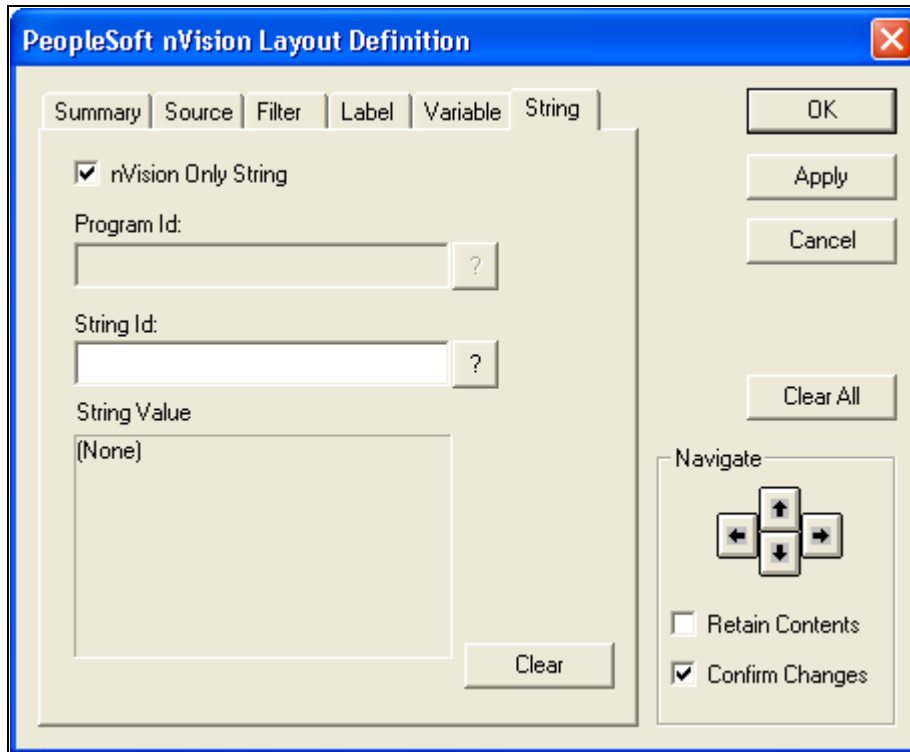 PeopleSoft nVision Layout Definition
Summary Source Filter Label Variable String
nVision Only String
Program Id:
?
String Id:
?
String Value
(None)
Clear
OK
Apply
Cancel
Clear All
Navigate
Retain Contents
Confirm Changes